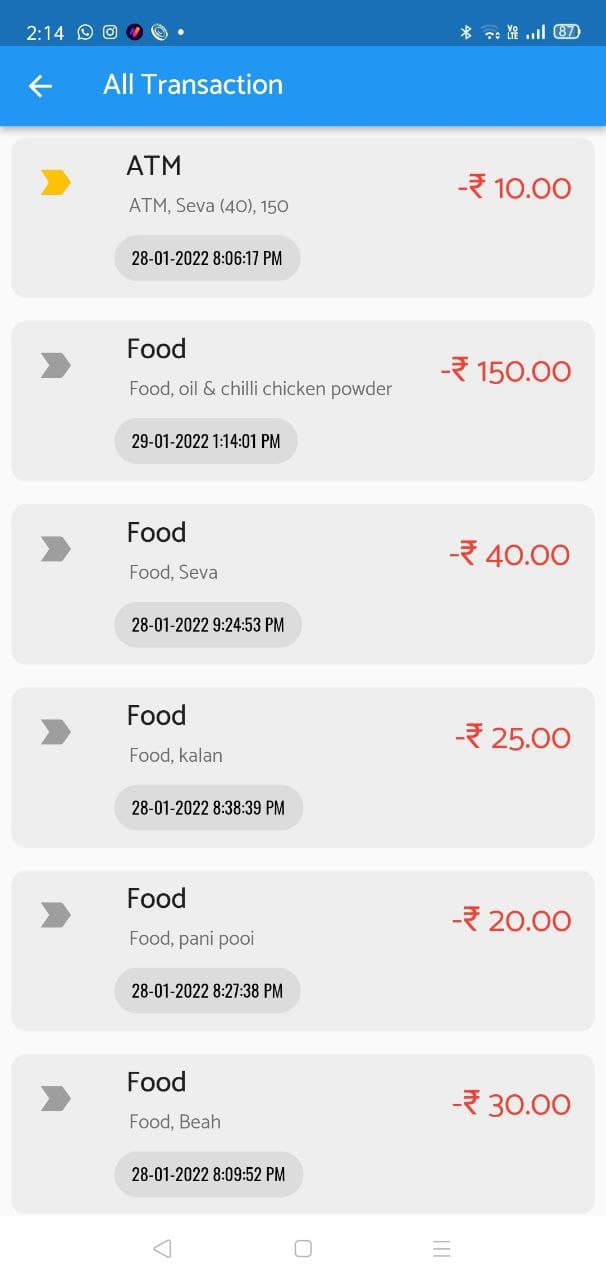 2:14
Vo
LTE
87
All Transaction
ATM
-₹ 10.00
ATM, Seva (40), 150
28-01-2022 8:06:17 PM
Food
-₹ 150.00
Food, oil & chilli chicken powder
29-01-2022 1:14:01 PM
Food
-₹ 40.00
Food, Seva
28-01-2022 9:24:53 PM
Food
-₹ 25.00
Food, kalan
28-01-2022 8:38:39 PM
Food
-₹ 20.00
Food, pani pooi
28-01-2022 8:27:38 PM
Food
-₹ 30.00
Food, Beah
28-01-2022 8:09:52 PM